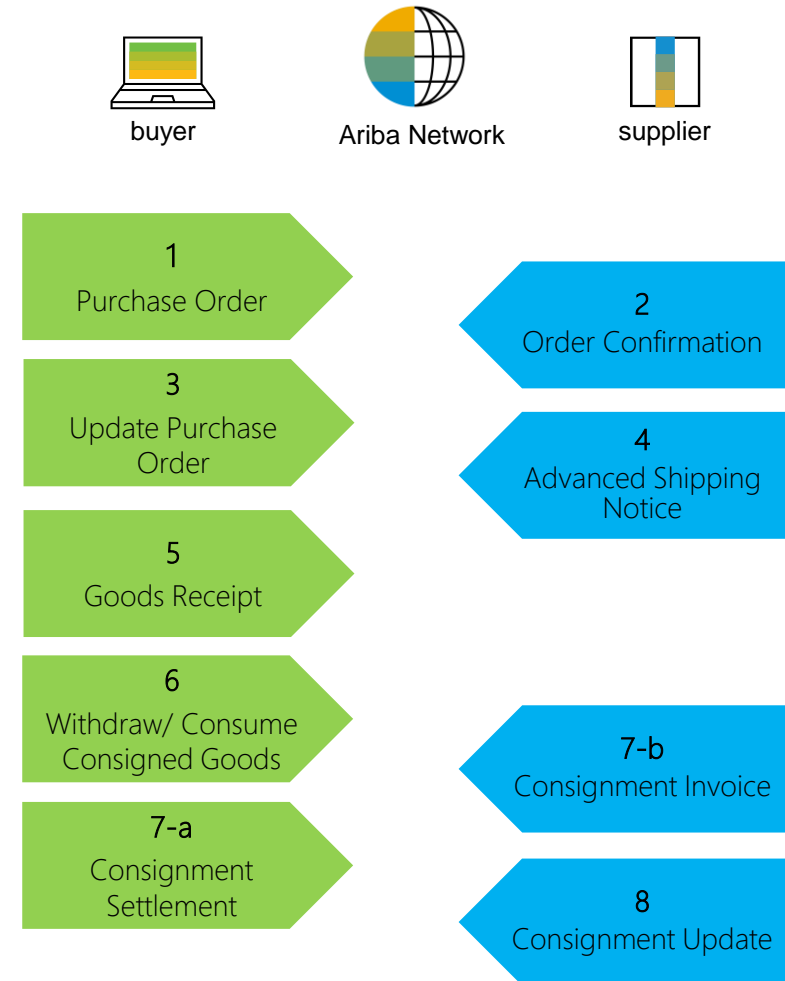 buyer
Ariba Network
supplier
1
Purchase Order
2
Order Confirmation
3
Update Purchase
Order
4
Advanced Shipping
Notice
5
Goods Receipt
6
Withdraw/ Consume
Consigned Goods
7-a
Consignment
Settlement
7-b
Consignment Invoice
8
Consignment Update